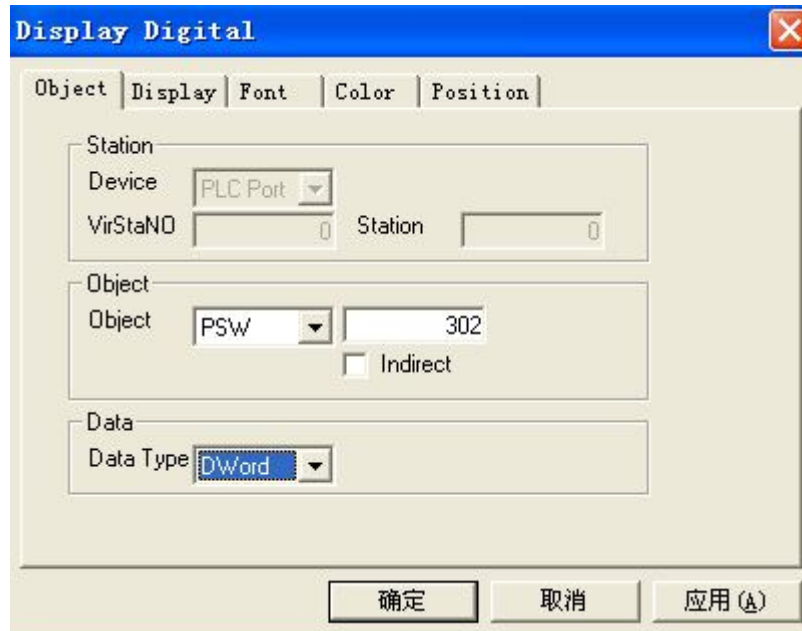 Display Digital
Object Display Font Color Position
Station
Device PLC Port
VirStaNO 0 Station 0
Object
Object PSW 302
Indirect
Data
Data Type DWord
确定 取消 应用(A)